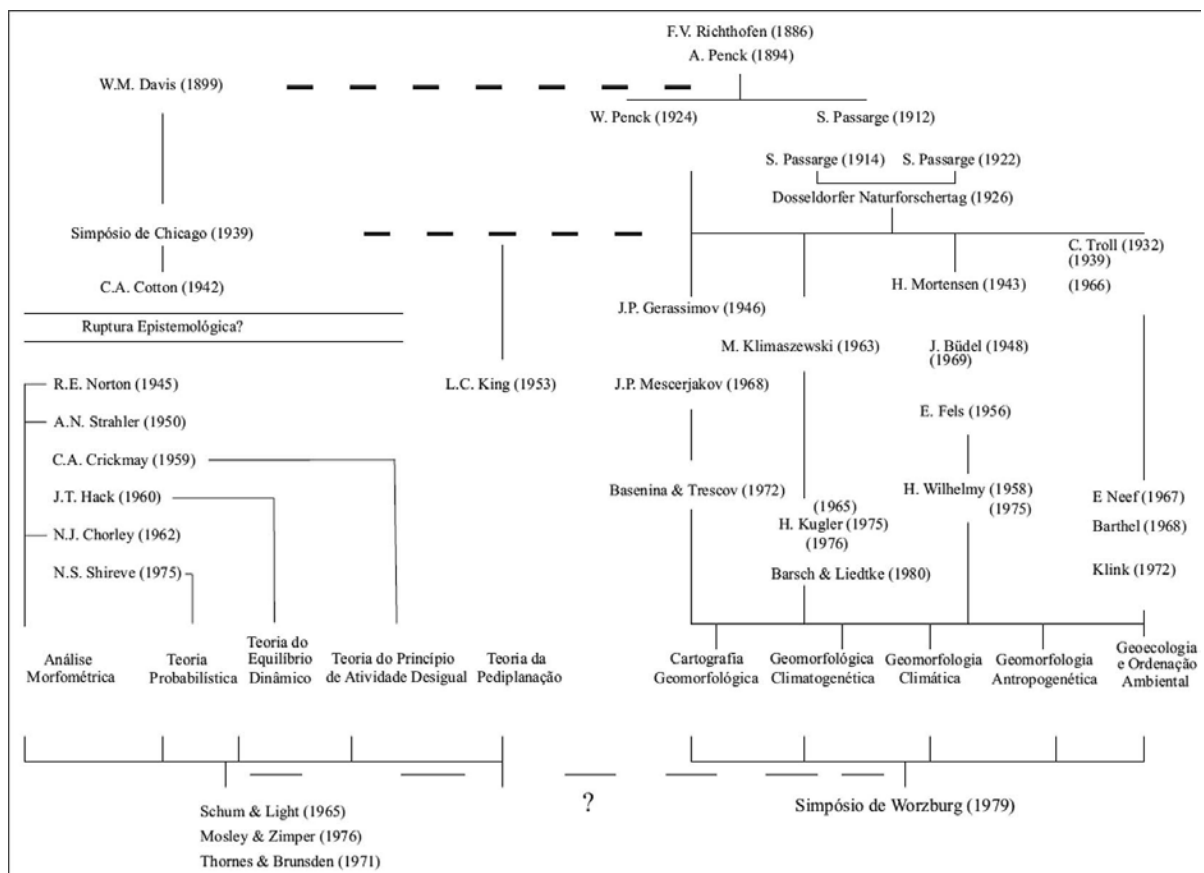 F.V. Richthofen (1886)
A. Penck (1894)
W.M. Davis (1899)
W. Penck (1924)
S. Passarge (1912)
S. Passarge (1914)
S. Passarge (1922)
Dosseldorfer Naturforschertag (1926)
Simpósio de Chicago (1939)
C. Troll (1932)
(1939)
(1966)
C.A. Cotton (1942)
H. Mortensen (1943)
J.P. Gerassimov (1946)
Ruptura Epistemológica?
M. Klimaszewski (1963)
J. Büdel (1948)
(1969)
R.E. Norton (1945)
L.C. King (1953)
J.P. Mescerjakov (1968)
A.N. Strahler (1950)
E. Fels (1956)
C.A. Crickmay (1959)
J.T. Hack (1960)
Basenina & Trescov (1972)
H. Wilhelmy (1958)
(1975)
E Neef (1967)
(1965)
H. Kugler (1975)
(1976)
N.J. Chorley (1962)
Barthel (1968)
N.S. Shireve (1975)
Barsch & Liedtke (1980)
Klink (1972)
Análise
Morfométrica
Teoria
Probabilística
Teoria do
Equilíbrio
Dinâmico
Teoria do Princípio
de Atividade Desigual
Teoria da
Pediplanação
Cartografia
Geomorfológica
Geomorfológica
Climatogenética
Geomorfologia
Climática
Geomorfologia
Antropogenética
Geoecologia
e Ordenação
Ambiental
Schum & Light (1965)
Mosley & Zimper (1976)
Thornes & Brunsden (1971)
?
Simpósio de Worzburg (1979)